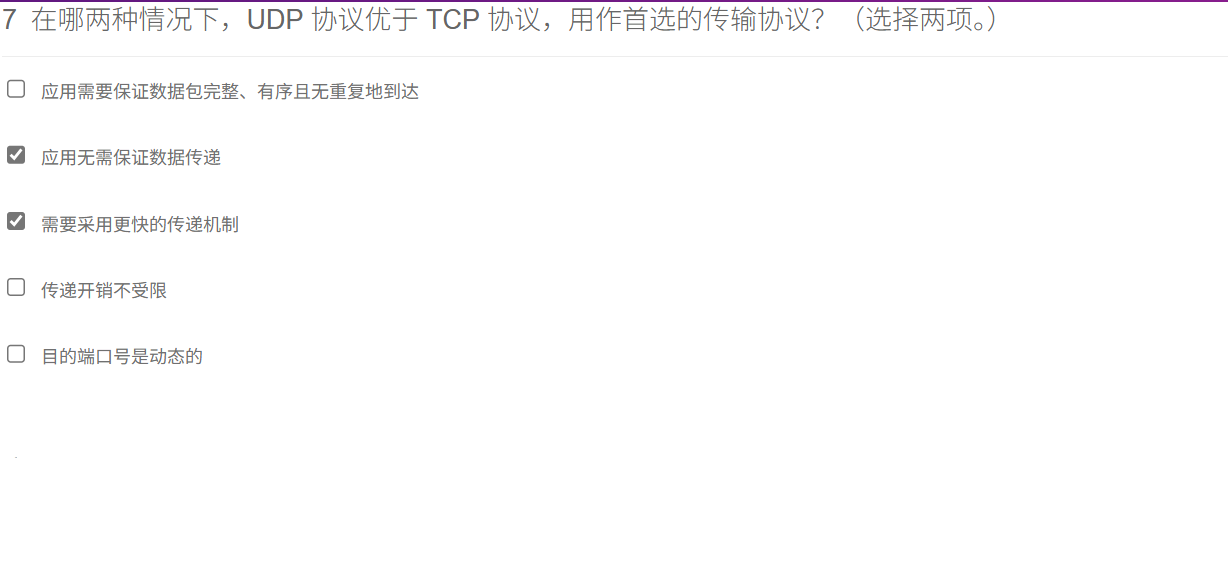 7 在哪两种情况下，UDP 协议优于 TCP 协议，用作首选的传输协议？（选择两项。）
应用需要保证数据包完整、有序且无重复地到达
应用无需保证数据传递
需要采用更快的传递机制
传递开销不受限
目的端口号是动态的